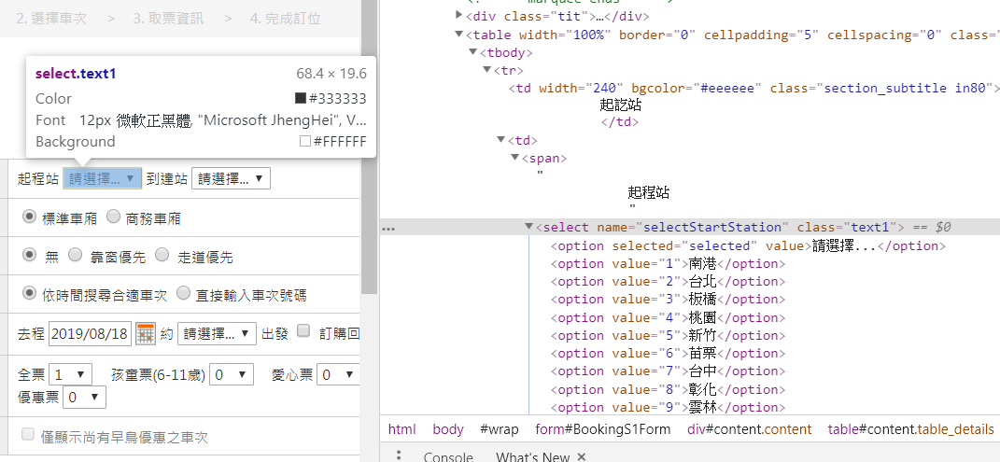 2. 選擇車次 > 3. 取票資訊 > 4. 完成訂位
select.text1 68.4 × 19.6
Color #333333
Font 12px 微軟正黑體, "Microsoft JhengHei", V...
Background #FFFFFF
起程站 請選擇... 到達站 請選擇...
標準車廂 商務車廂
無 靠窗優先 走道優先
依時間搜尋合適車次 直接輸入車次號碼
去程 2019/08/18 約 請選擇... 出發 訂購回
全票 1 孩童票(6-11歲) 0 愛心票 0
優惠票 0
僅顯示尚有早鳥優惠之車次
<div class="tit">…</div>
<table width="100%" border="0" cellpadding="5" cellspacing="0" class="
<tbody>
<tr>
<td width="240" bgcolor="#eeeeee" class="section_subtitle in80">
起訖站
</td>
<td>
<span>
"
起程站
"
... <select name="selectStartStation" class="text1"> == $0
<option selected="selected" value>請選擇...</option>
<option value="1">南港</option>
<option value="2">台北</option>
<option value="3">板橋</option>
<option value="4">桃園</option>
<option value="5">新竹</option>
<option value="6">苗栗</option>
<option value="7">台中</option>
<option value="8">彰化</option>
<option value="9">雲林</option>
html body #wrap form#BookingS1Form div#content.content table#content.table_details
Console What's New ×